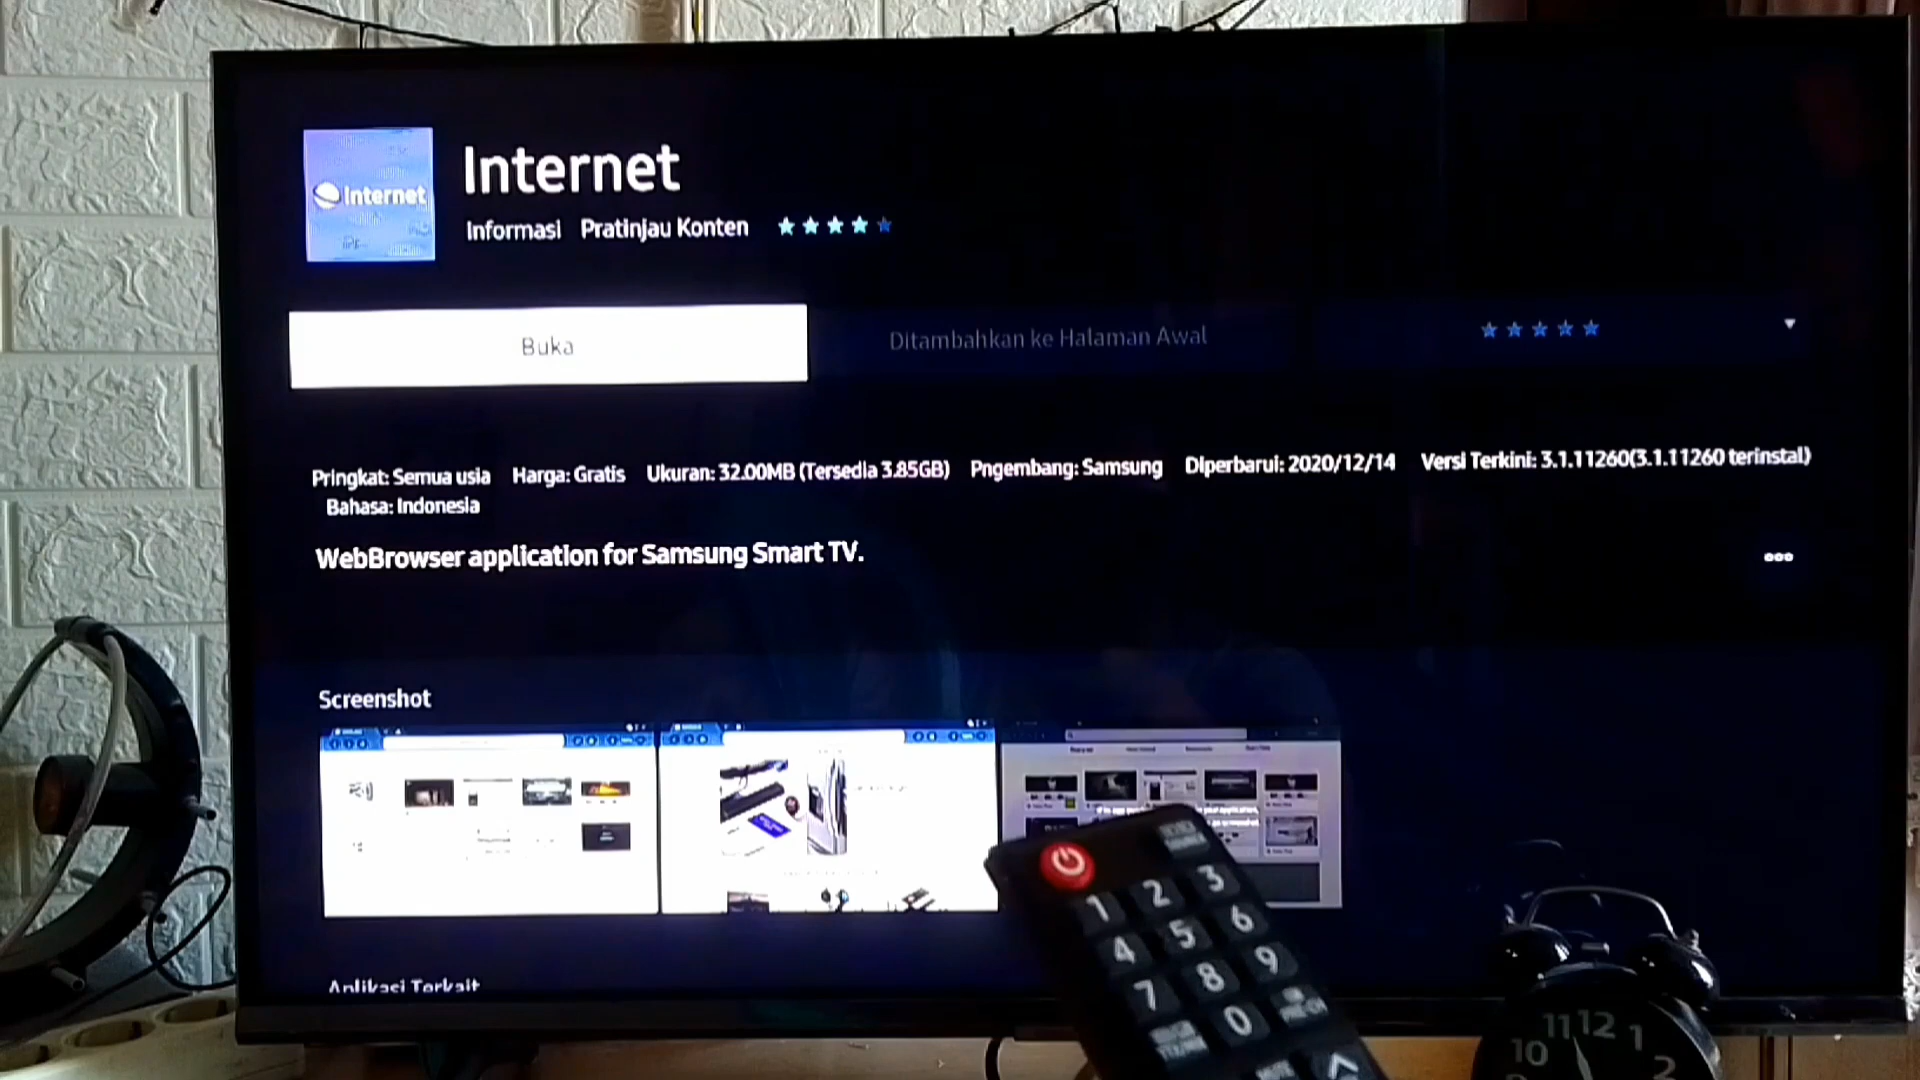 Internet
Internet
Informasi Pratinjau Konten
Buka
Ditambahkan ke Halaman Awal
Pringkat: Semua usia Harga: Gratis Ukuran: 32.00MB (Tersedia 3.85GB) Pngembang: Samsung Diperbarui: 2020/12/14 Versi Terkini: 3.1.11260(3.1.11260 terinstal)
Bahasa: Indonesia
WebBrowser application for Samsung Smart TV.
Screenshot
Aplikasi Terkait
1 2 3
4 5 6
7 8 9
0
11 12 1
10 2